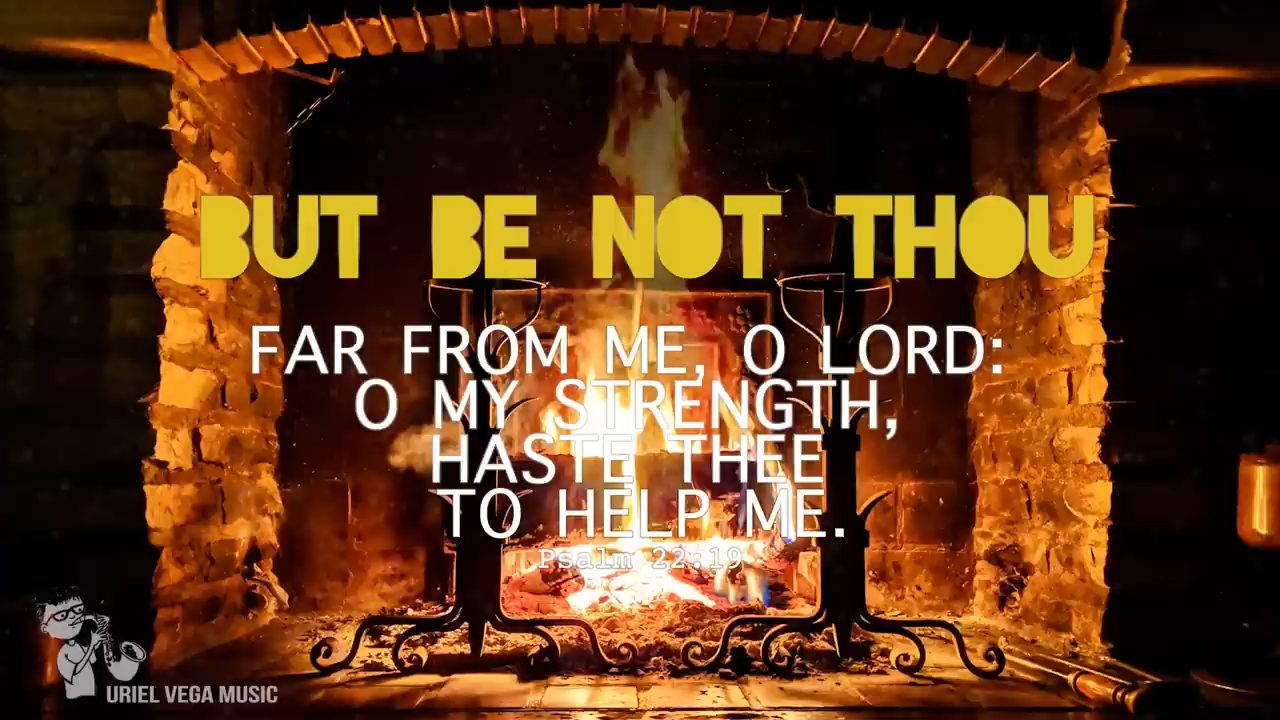 BUT BE NOT THOU
FAR FROM ME, O LORD:
O MY STRENGTH,
HASTE THEE
TO HELP ME.
Psalm 22:19
URIEL VEGA MUSIC